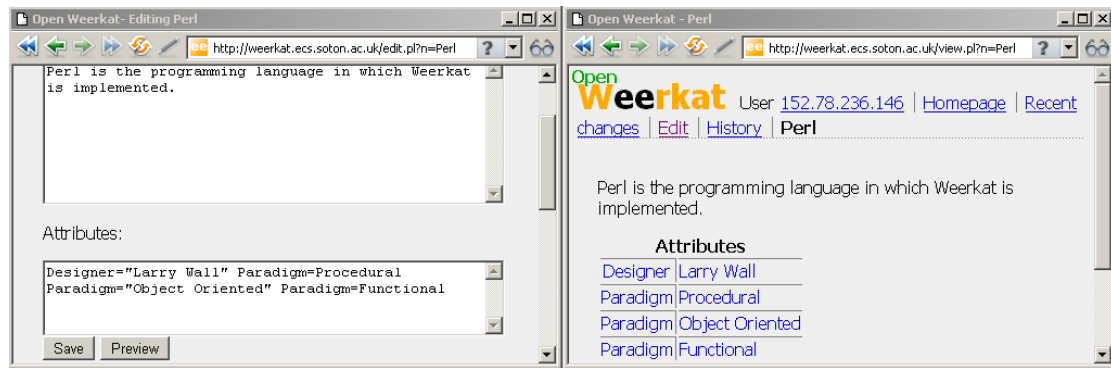 Open Weerkat- Editing Perl
http://weerkat.ecs.soton.ac.uk/edit.pl?n=Perl ?
Perl is the programming language in which Weerkat
is implemented.
Attributes:
Designer="Larry Wall" Paradigm=Procedural
Paradigm="Object Oriented" Paradigm=Functional
Save Preview
Open Weerkat - Perl
http://weerkat.ecs.soton.ac.uk/view.pl?n=Perl ?
Open
Weerkat User 152.78.236.146 | Homepage | Recent
changes | Edit | History | Perl
Perl is the programming language in which Weerkat is
implemented.
Attributes
Designer Larry Wall
Paradigm Procedural
Paradigm Object Oriented
Paradigm Functional